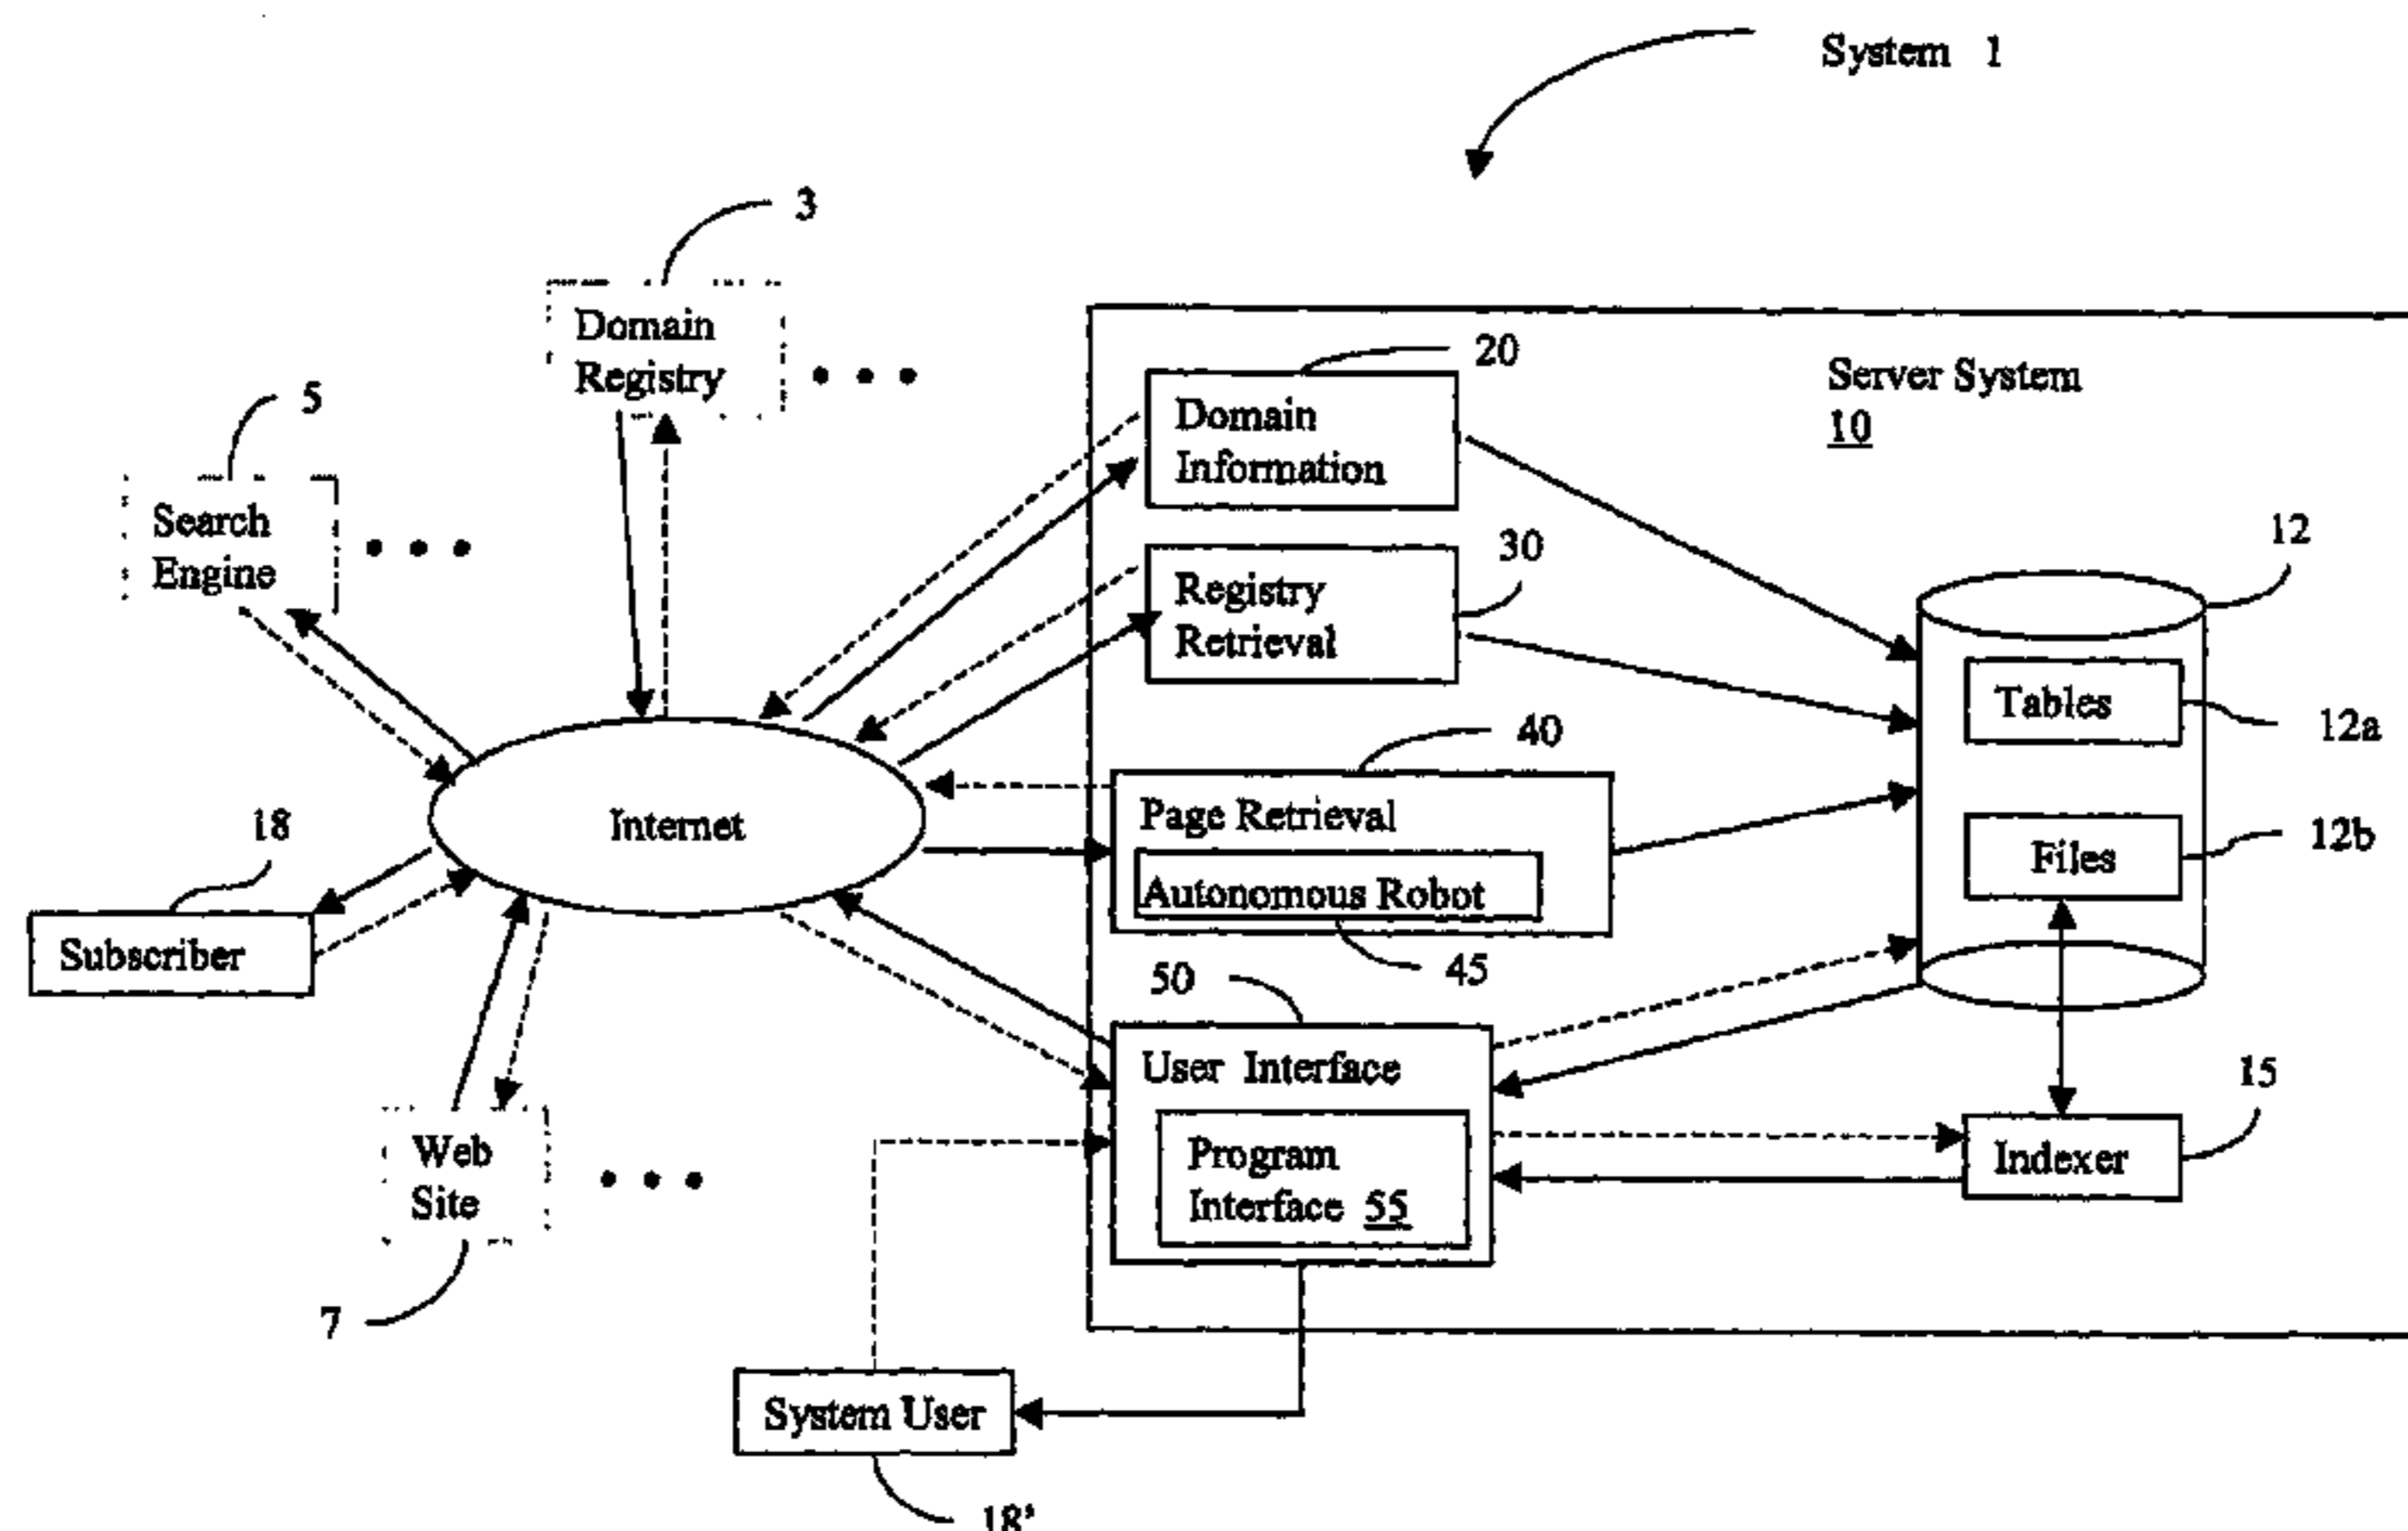 System 1
3
Domain
Registry
5
Search
Engine
20
Domain
Information
Server System
10
30
Registry
Retrieval
12
Tables
12a
40
Page Retrieval
Autonomous Robot
45
Files
12b
Internet
18
Subscriber
50
User Interface
Program
Interface 55
15
Indexer
Web
Site
7
System User
18'